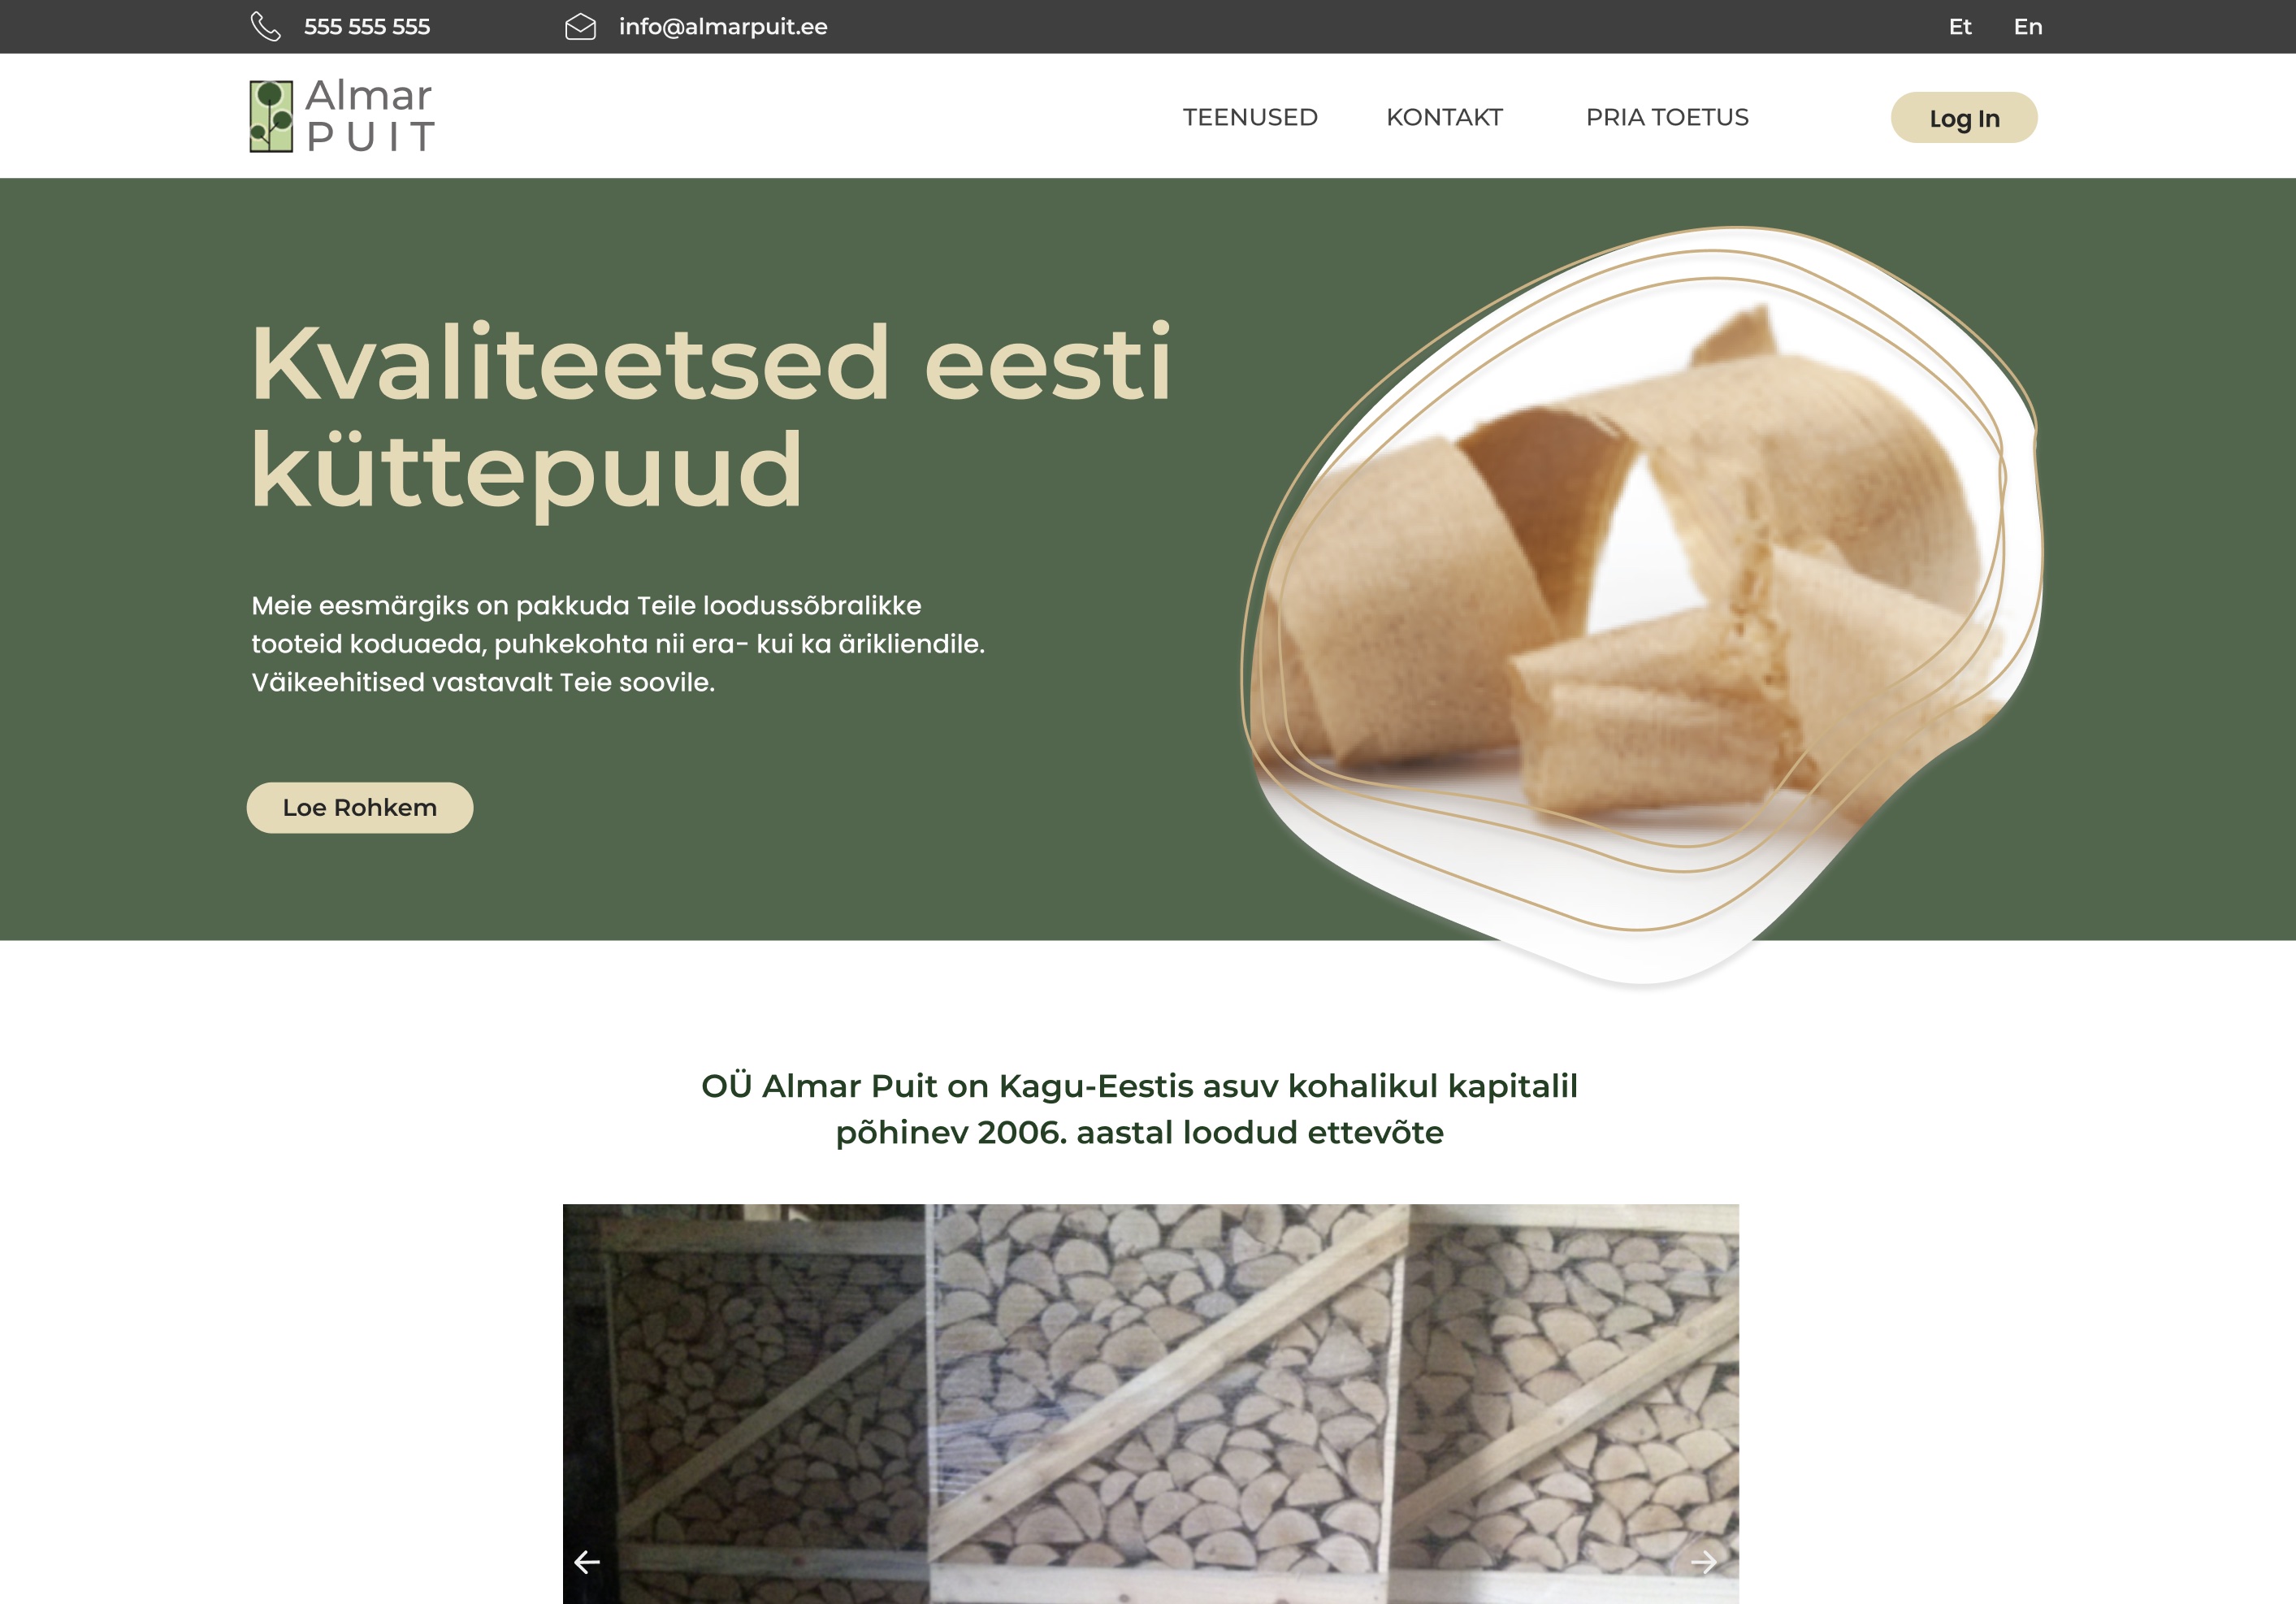 555 555 555
info@almarpuit.ee
Et
En
Almar
PUIT
TEENUSED
KONTAKT
PRIA TOETUS
Log In
Kvaliteetsed eesti
küttepuud
Meie eesmärgiks on pakkuda Teile loodussõbralikke
tooteid koduaeda, puhkekohta nii era- kui ka ärikliendile.
Väikeehitised vastavalt Teie soovile.
Loe Rohkem
OÜ Almar Puit on Kagu-Eestis asuv kohalikul kapitalil
põhinev 2006. aastal loodud ettevõte